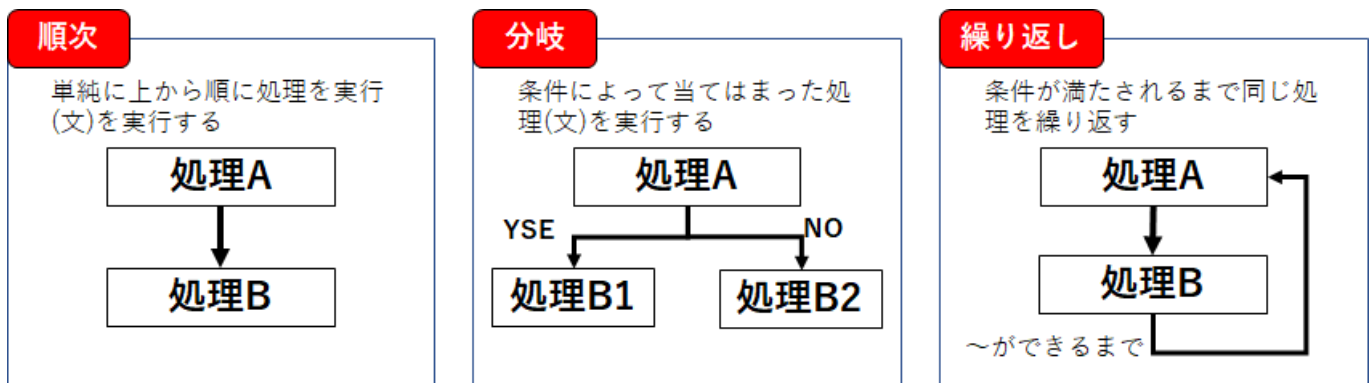 順次
単純に上から順に処理を実行
(文)を実行する
処理A
処理B
分岐
条件によって当てはまった処
理(文)を実行する
処理A
YSE
NO
処理B1
処理B2
繰り返し
条件が満たされるまで同じ処
理を繰り返す
処理A
処理B
～ができるまで